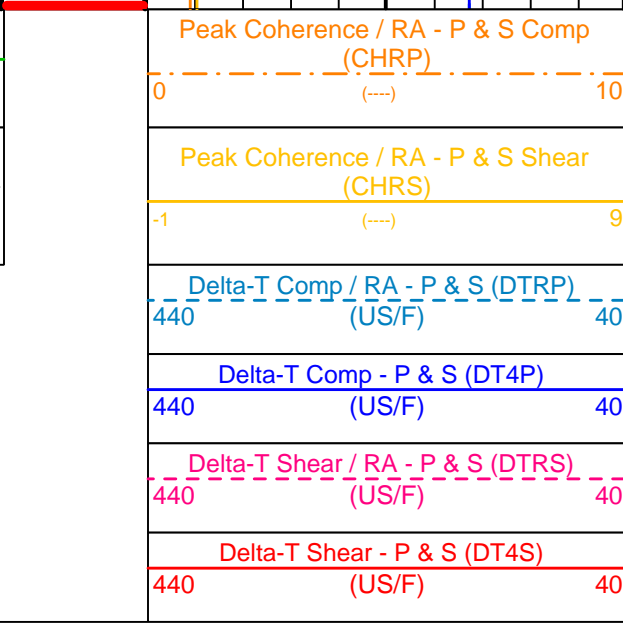 Peak Coherence / RA - P & S Comp
(CHRP)
0 (----) 10
Peak Coherence / RA - P & S Shear
(CHRS)
-1 (----) 9
Delta-T Comp / RA - P & S (DTRP)
440 (US/F) 40
Delta-T Comp - P & S (DT4P)
440 (US/F) 40
Delta-T Shear / RA - P & S (DTRS)
440 (US/F) 40
Delta-T Shear - P & S (DT4S)
440 (US/F) 40